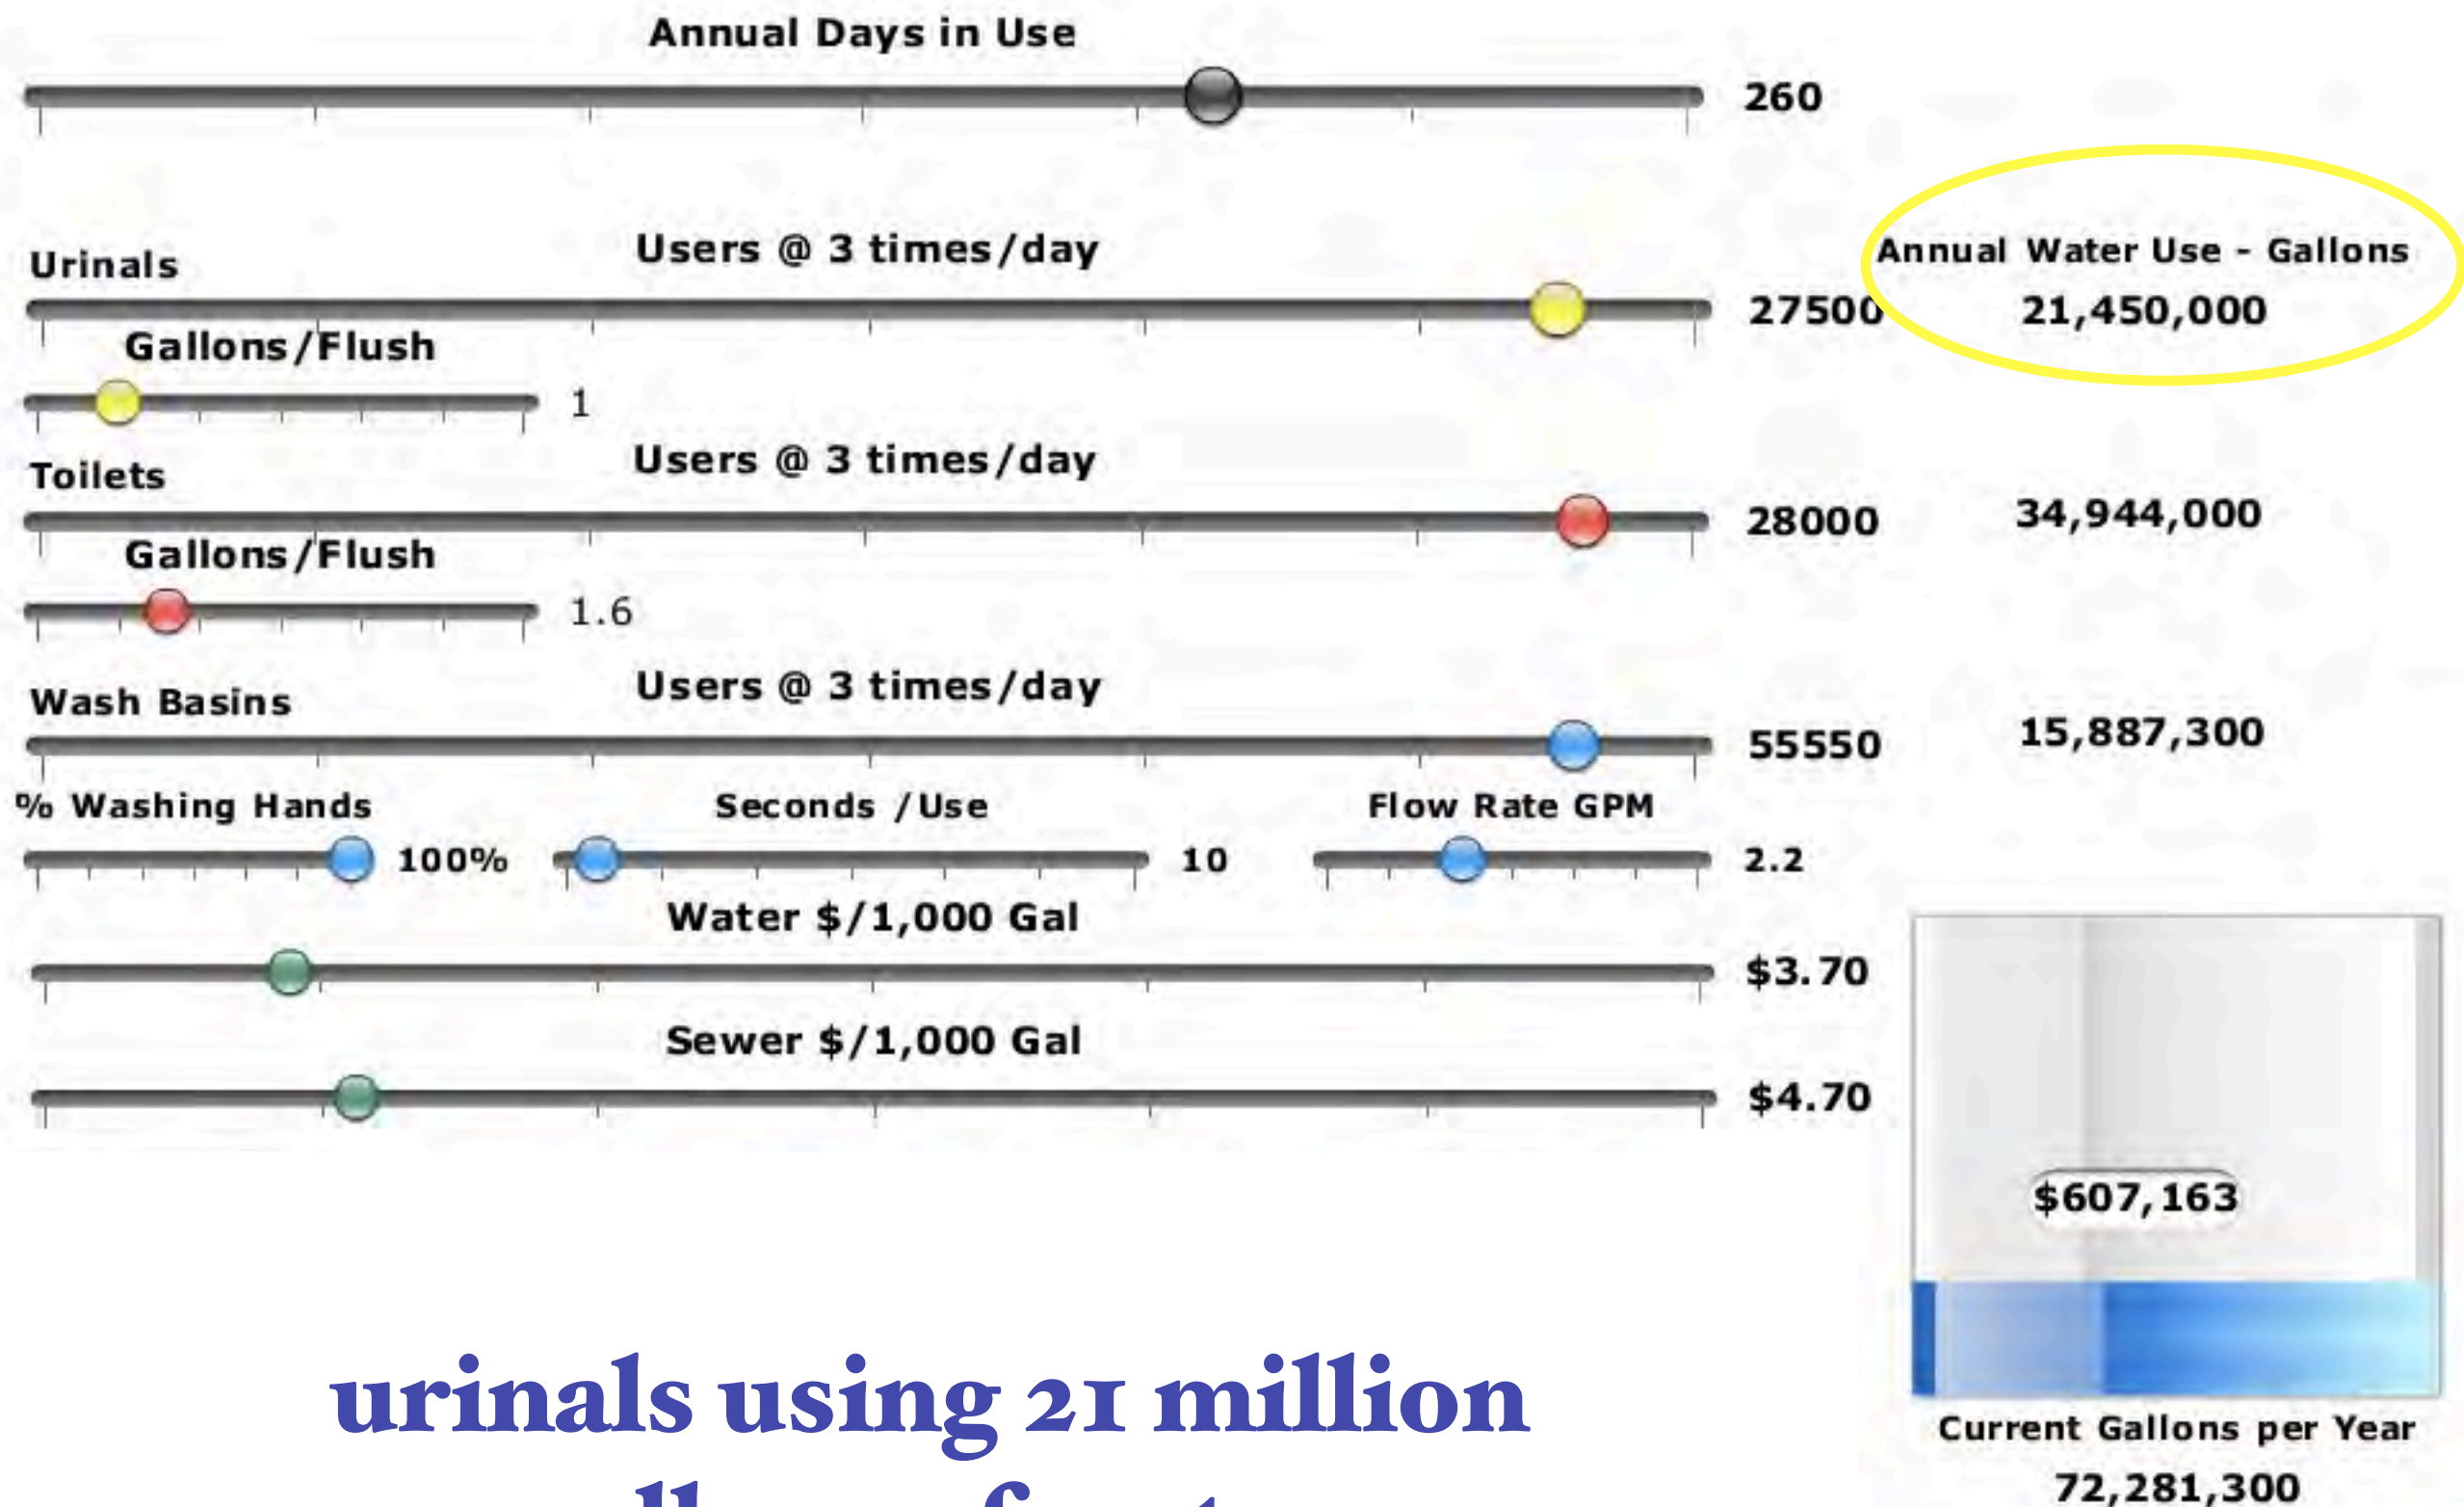 Annual Days in Use
260
Urinals
Users @ 3 times/day
27500
Annual Water Use - Gallons
21,450,000
Gallons/Flush
1
Toilets
Users @ 3 times/day
28000
34,944,000
Gallons/Flush
1.6
Wash Basins
Users @ 3 times/day
55550
15,887,300
% Washing Hands
100%
Seconds /Use
10
Flow Rate GPM
2.2
Water $/1,000 Gal
$3.70
Sewer $/1,000 Gal
$4.70
$607,163
urinals using 21 million
Current Gallons per Year
72,281,300